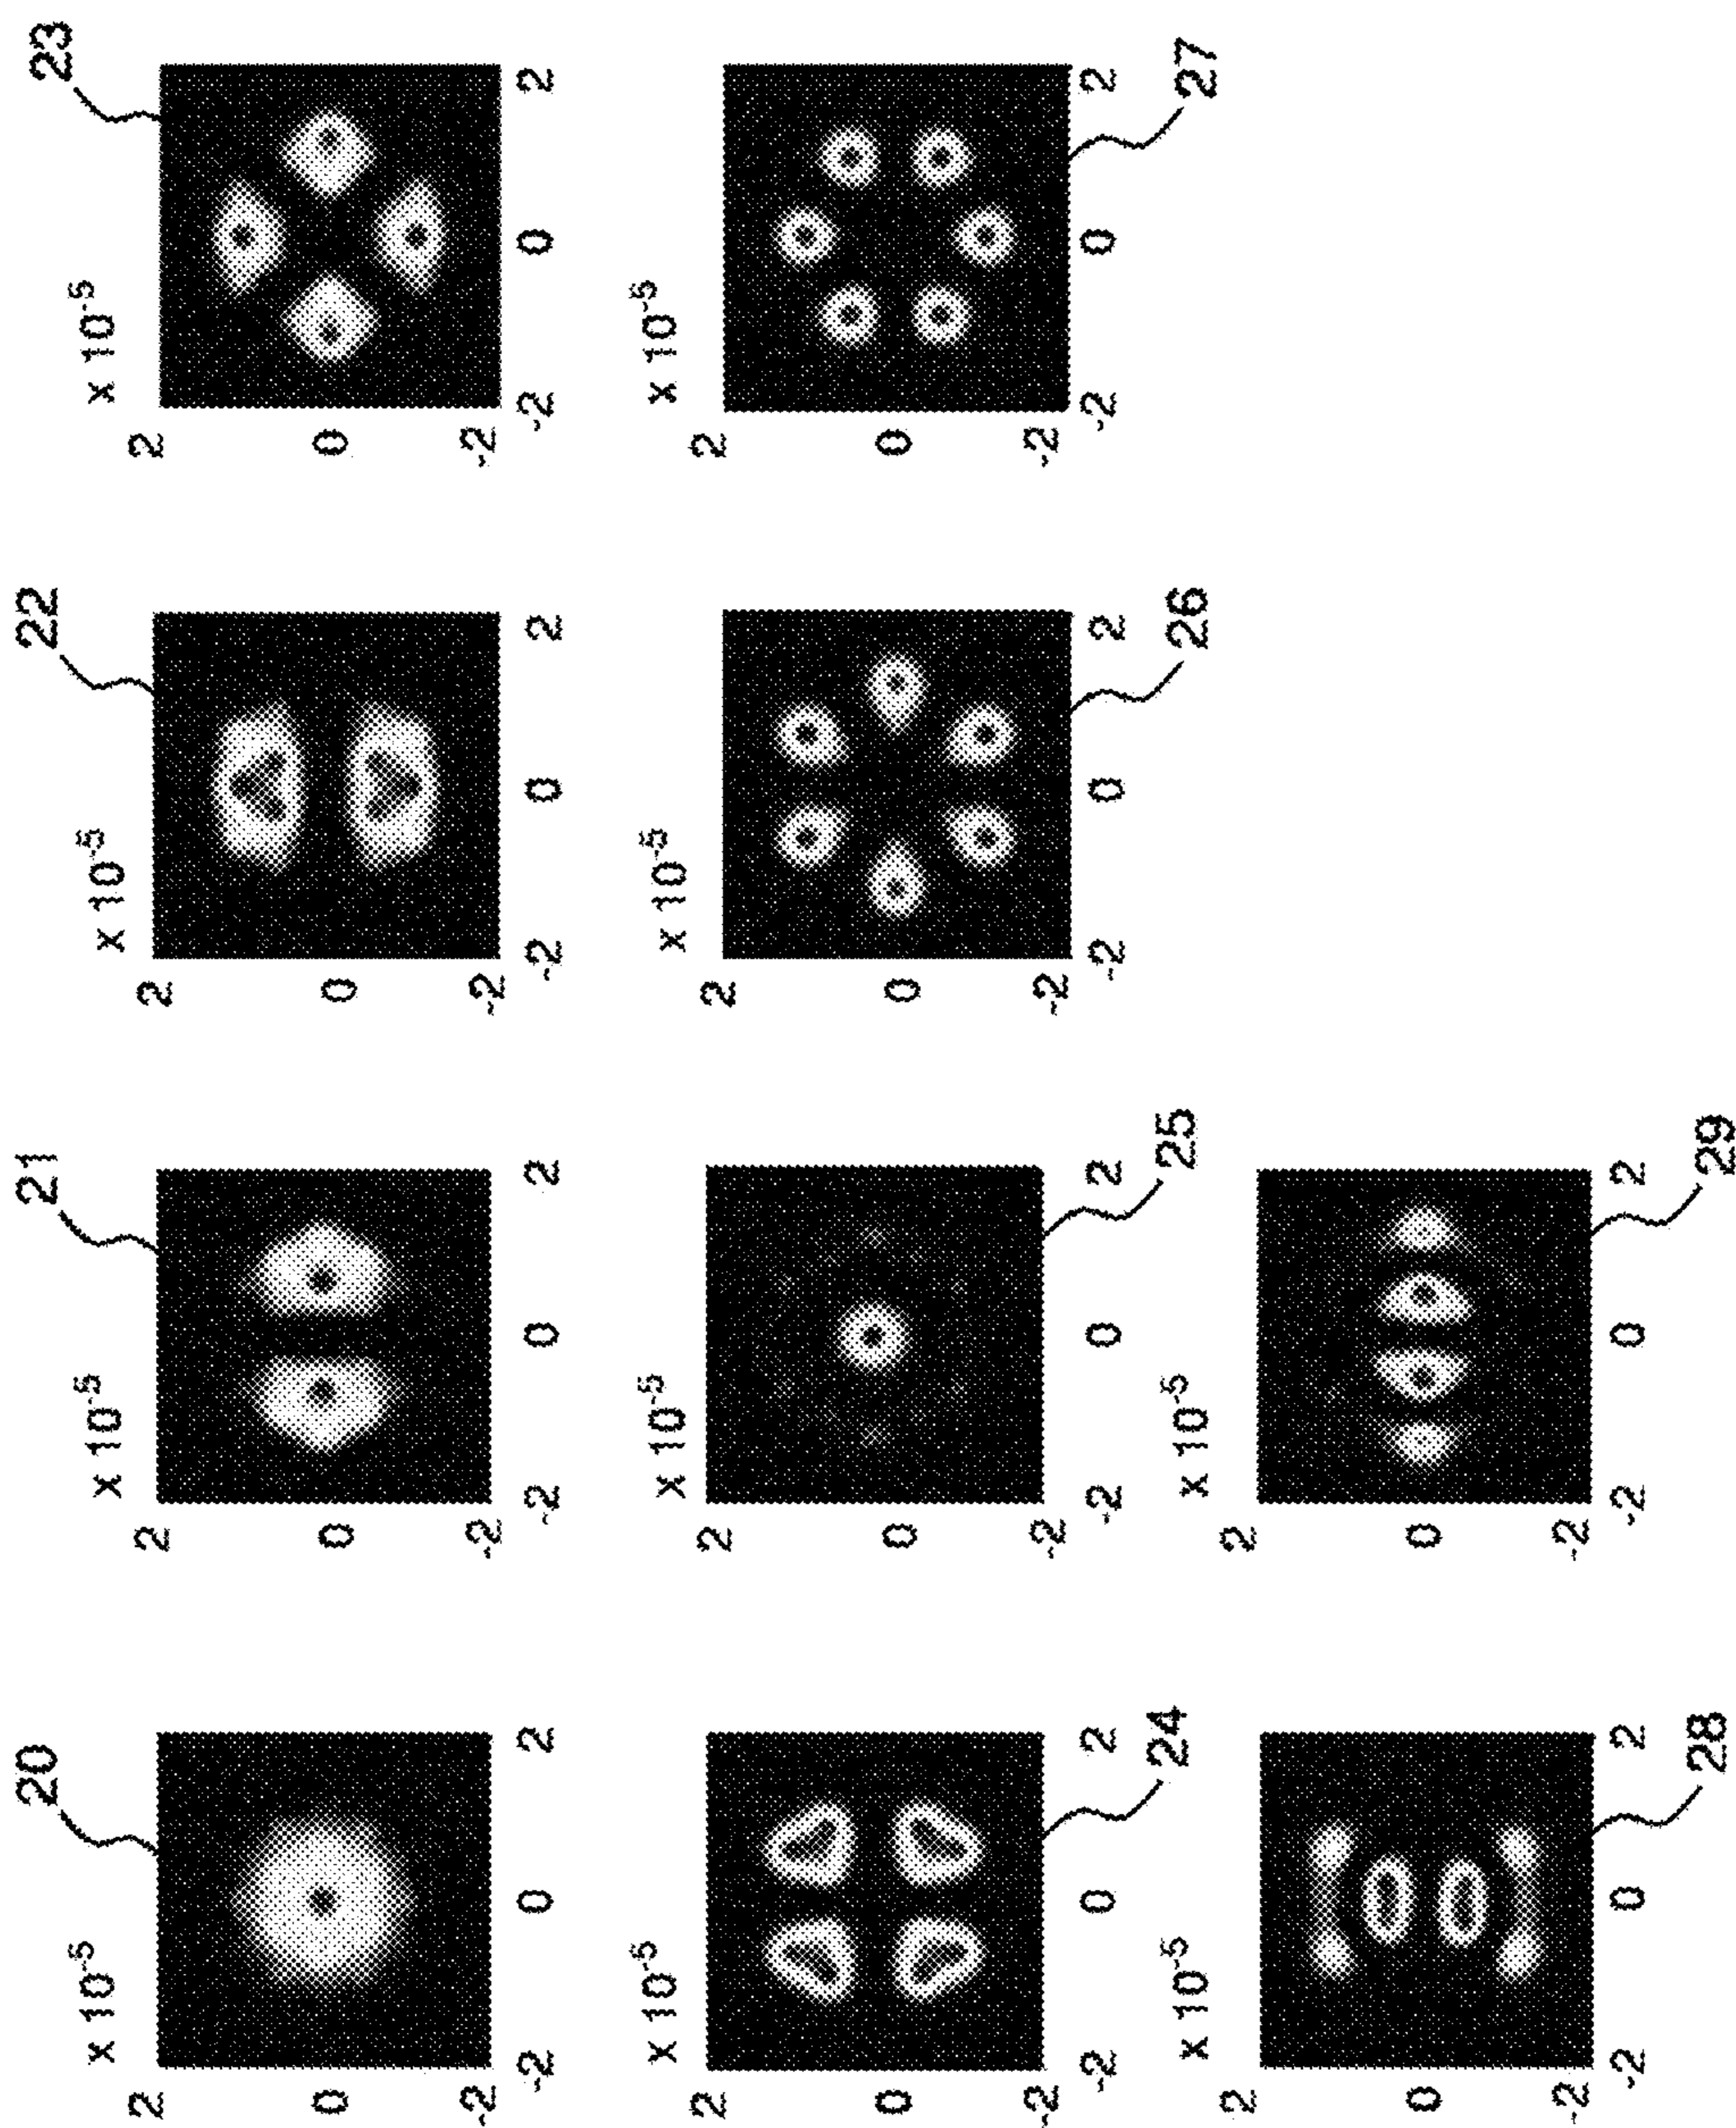 20 21 22 23
x 10⁻⁵ x 10⁻⁵ x 10⁻⁵ x 10⁻⁵
2 2 2 2
0 0 0 0
-2 -2 -2 -2
-2 0 2 -2 0 2 -2 0 2 -2 0 2
x 10⁻⁵ x 10⁻⁵ x 10⁻⁵ x 10⁻⁵
2 2 2 2
0 0 0 0
-2 -2 -2 -2
-2 0 2 -2 0 2 -2 0 2 -2 0 2
24 25 26 27
x 10⁻⁵ x 10⁻⁵
2 2
0 0
-2 -2
-2 0 2 -2 0 2
28 29